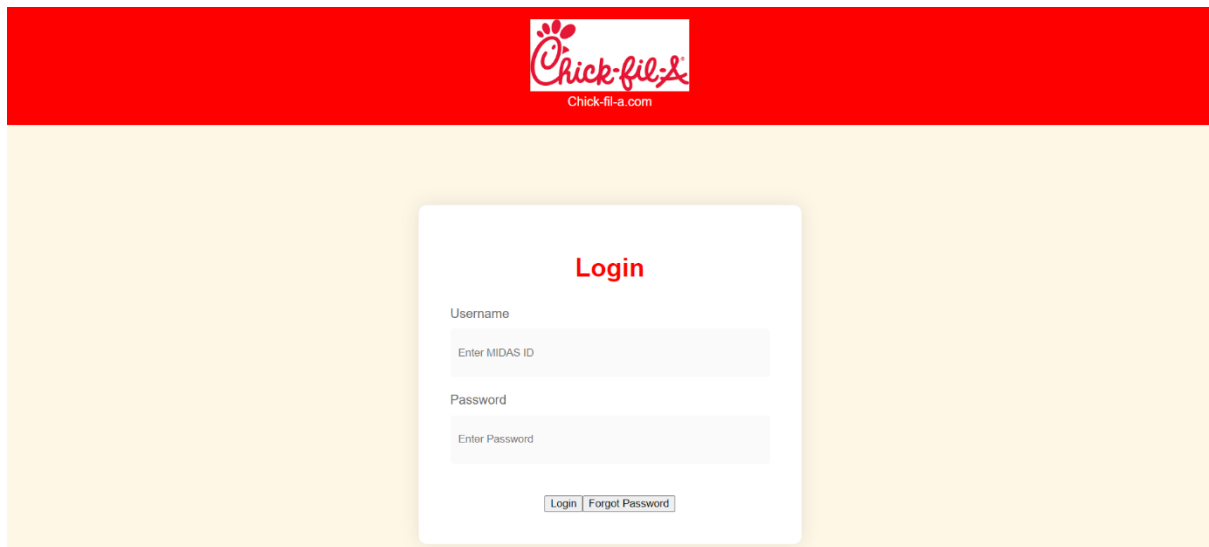 Chick-fil-A®
Chick-fil-a.com
Login
Username
Enter MIDAS ID
Password
Enter Password
Login Forgot Password